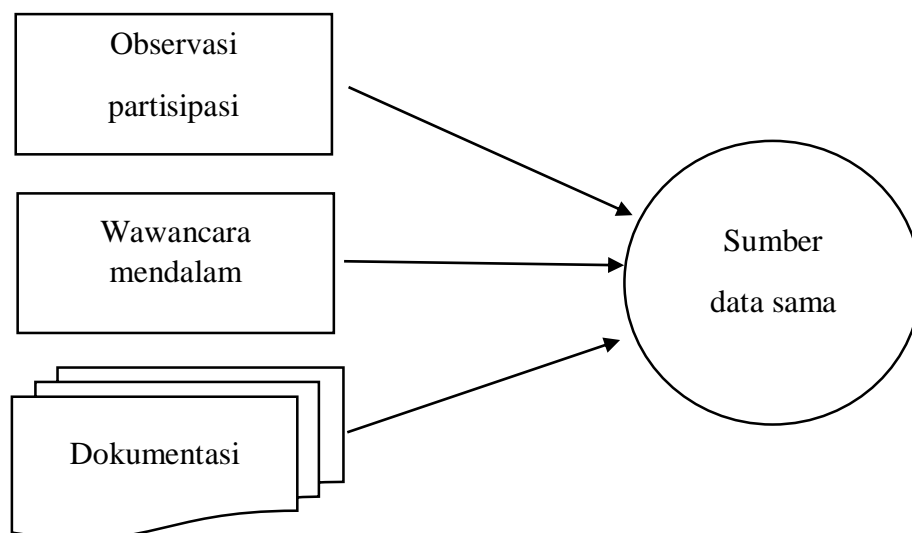 Observasi
partisipasi
Wawancara
mendalam
Dokumentasi
Sumber
data sama